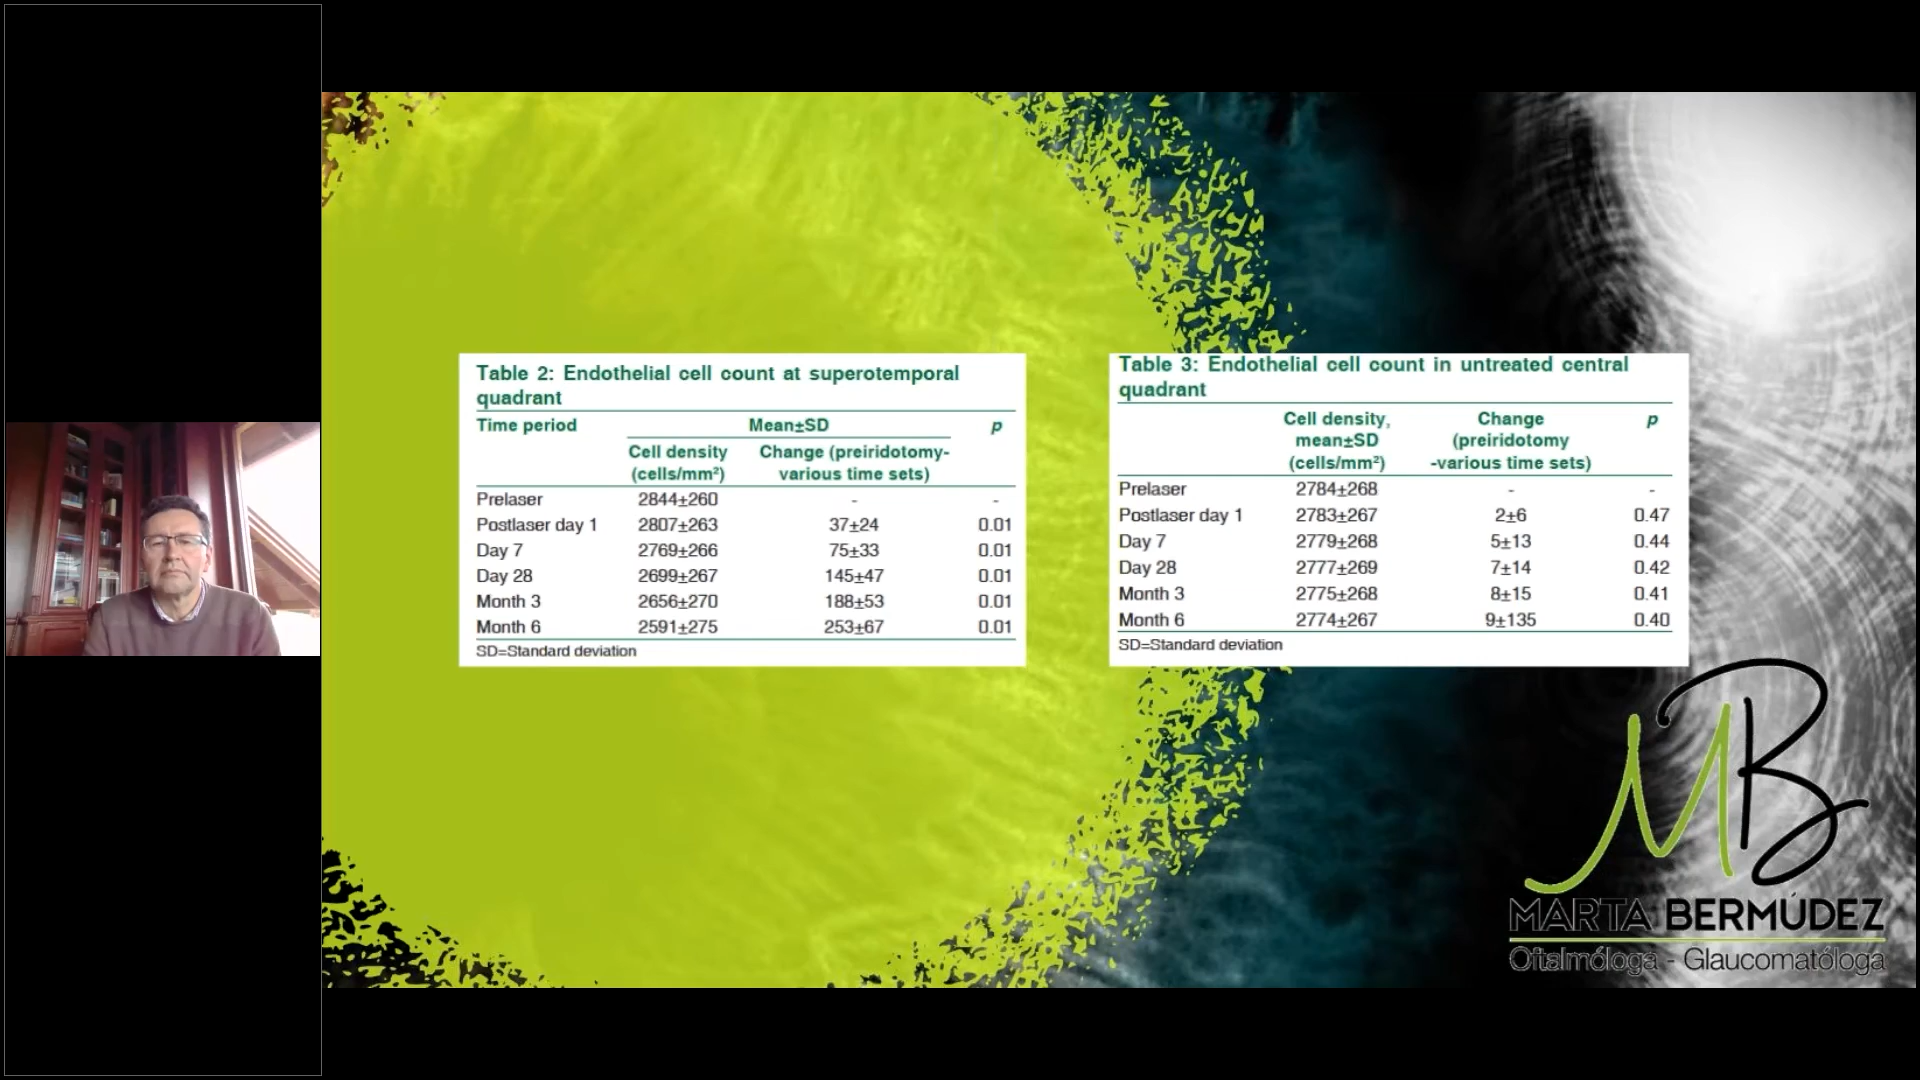 Table 2: Endothelial cell count at superotemporal
quadrant
Time period Mean±SD p
Cell density Change (preiridotomy-
(cells/mm²) various time sets)
Prelaser 2844±260 - -
Postlaser day 1 2807±263 37±24 0.01
Day 7 2769±266 75±33 0.01
Day 28 2699±267 145±47 0.01
Month 3 2656±270 188±53 0.01
Month 6 2591±275 253±67 0.01
SD=Standard deviation
Table 3: Endothelial cell count in untreated central
quadrant
Cell density, Change p
mean±SD (preiridotomy
(cells/mm²) -various time sets)
Prelaser 2784±268 - -
Postlaser day 1 2783±267 2±6 0.47
Day 7 2779±268 5±13 0.44
Day 28 2777±269 7±14 0.42
Month 3 2775±268 8±15 0.41
Month 6 2774±267 9±135 0.40
SD=Standard deviation
MB
MARTA BERMÚDEZ
Oftalmóloga - Glaucomatóloga